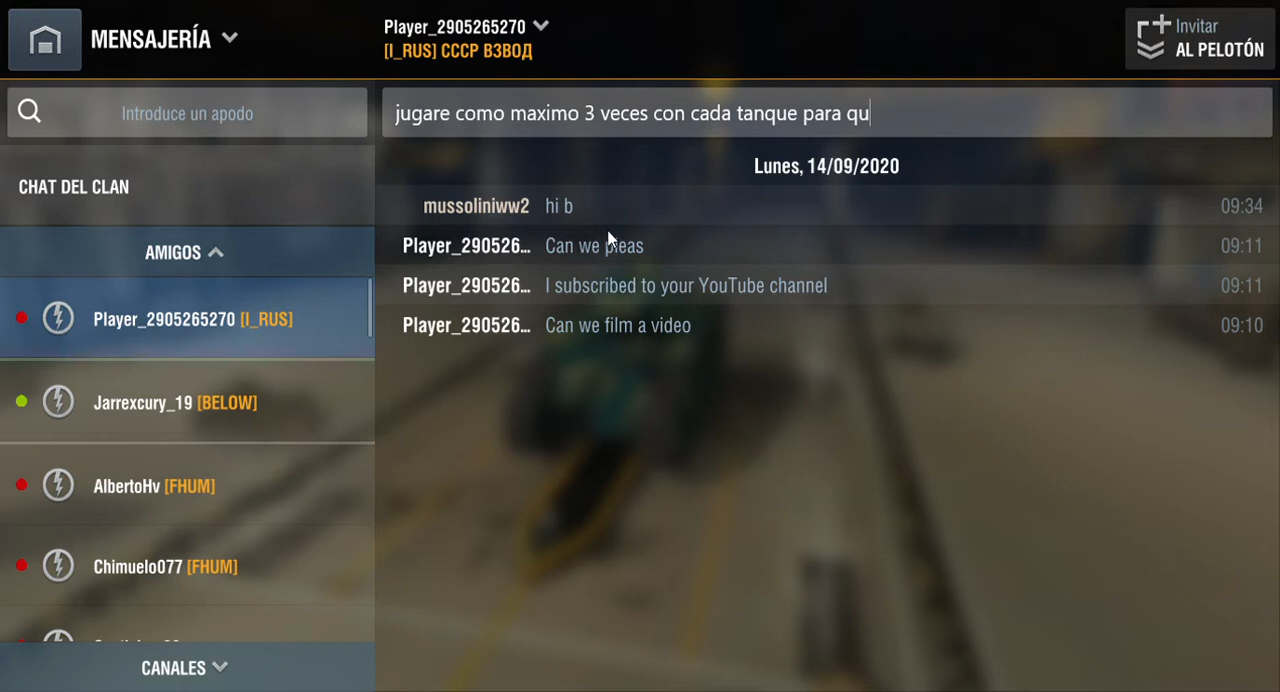 MENSAJERÍA
Player_2905265270
[I_RUS] СССР ВЗВОД
Invitar
AL PELOTÓN
Introduce un apodo
jugare como maximo 3 veces con cada tanque para qu
CHAT DEL CLAN
AMIGOS
Player_2905265270 [I_RUS]
Jarrexcury_19 [BELOW]
AlbertoHv [FHUM]
Chimuelo077 [FHUM]
CANALES
Lunes, 14/09/2020
mussoliniww2 hi b 09:34
Player_290526... Can we pleas 09:11
Player_290526... I subscribed to your YouTube channel 09:11
Player_290526... Can we film a video 09:10